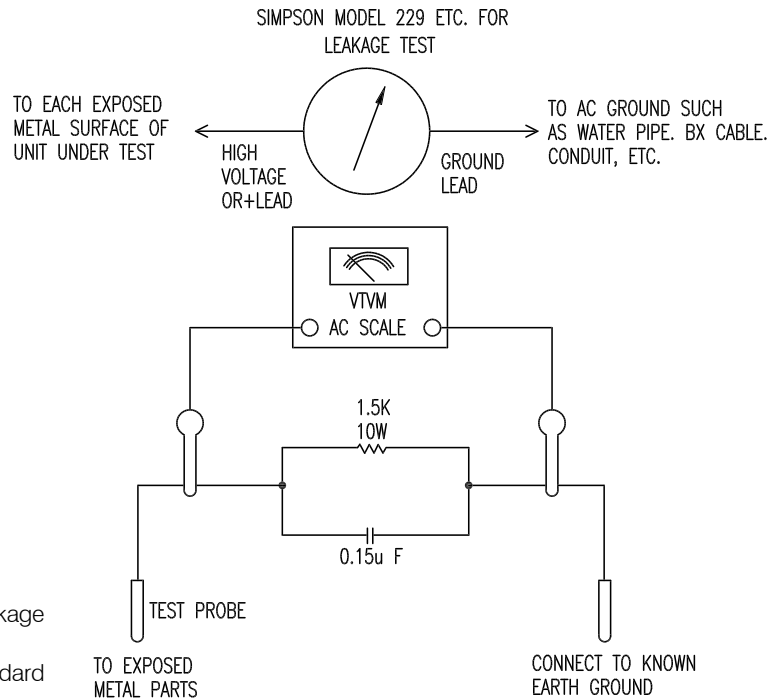 SIMPSON MODEL 229 ETC. FOR
LEAKAGE TEST
TO EACH EXPOSED
METAL SURFACE OF
UNIT UNDER TEST
HIGH
VOLTAGE
OR+LEAD
GROUND
LEAD
TO AC GROUND SUCH
AS WATER PIPE. BX CABLE.
CONDUIT, ETC.
VTVM
AC SCALE
1.5K
10W
0.15u F
TEST PROBE
TO EXPOSED
METAL PARTS
CONNECT TO KNOWN
EARTH GROUND
kage
dard